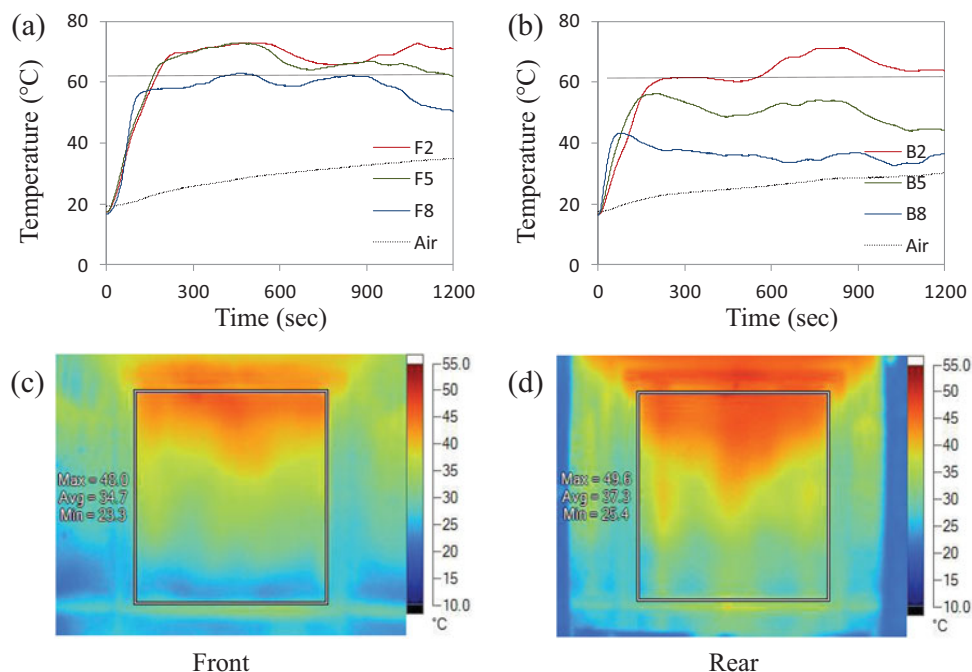 (a)
Temperature (°C)
80
60
40
20
0
F2
F5
F8
Air
0 300 600 900 1200
Time (sec)
(b)
Temperature (°C)
80
60
40
20
0
B2
B5
B8
Air
0 300 600 900 1200
Time (sec)
(c)
Max = 48.0
Avg = 34.7
Min = 23.3
55.0
50
45
40
35
30
25
20
15
10.0
°C
Front
(d)
Max = 49.6
Avg = 37.3
Min = 25.4
55.0
50
45
40
35
30
25
20
15
10.0
°C
Rear